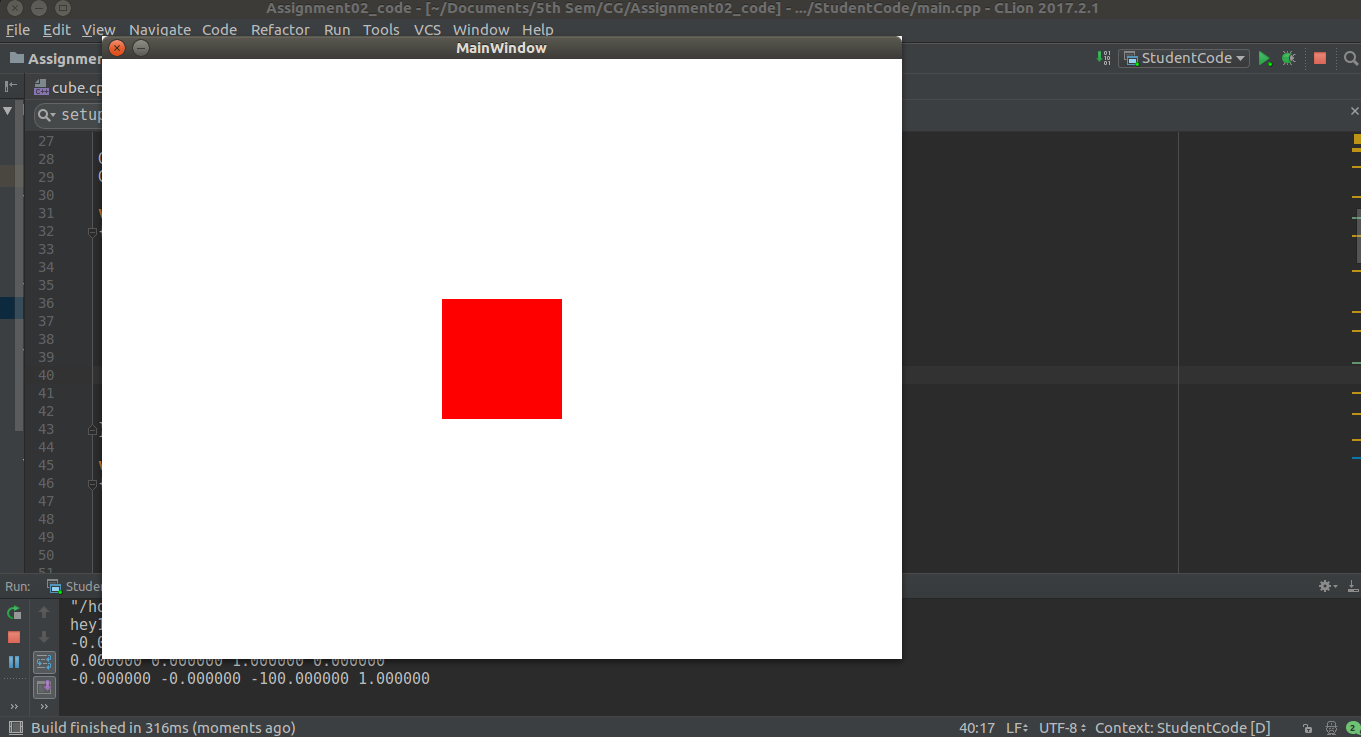 Assignment02_code - [~/Documents/5th Sem/CG/Assignment02_code] - .../StudentCode/main.cpp - CLion 2017.2.1
File Edit View Navigate Code Refactor Run Tools VCS Window Help
MainWindow
Assignmen
StudentCode
cube.cp
setup
27
28
29
30
31
32
33
34
35
36
37
38
39
40
41
42
43
44
45
46
47
48
49
50
51
Run: Studen
"/ho
hey1
-0.0
0.000000 0.000000 1.000000 0.000000
-0.000000 -0.000000 -100.000000 1.000000
Build finished in 316ms (moments ago) 40:17 LF UTF-8 Context: StudentCode [D] 2